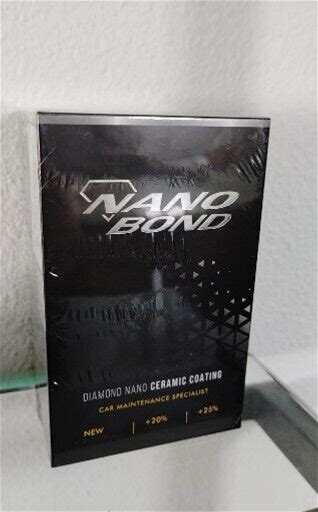 NANO
BOND
DIAMOND NANO CERAMIC COATING
CAR MAINTENANCE SPECIALIST
NEW | +20% | +25%